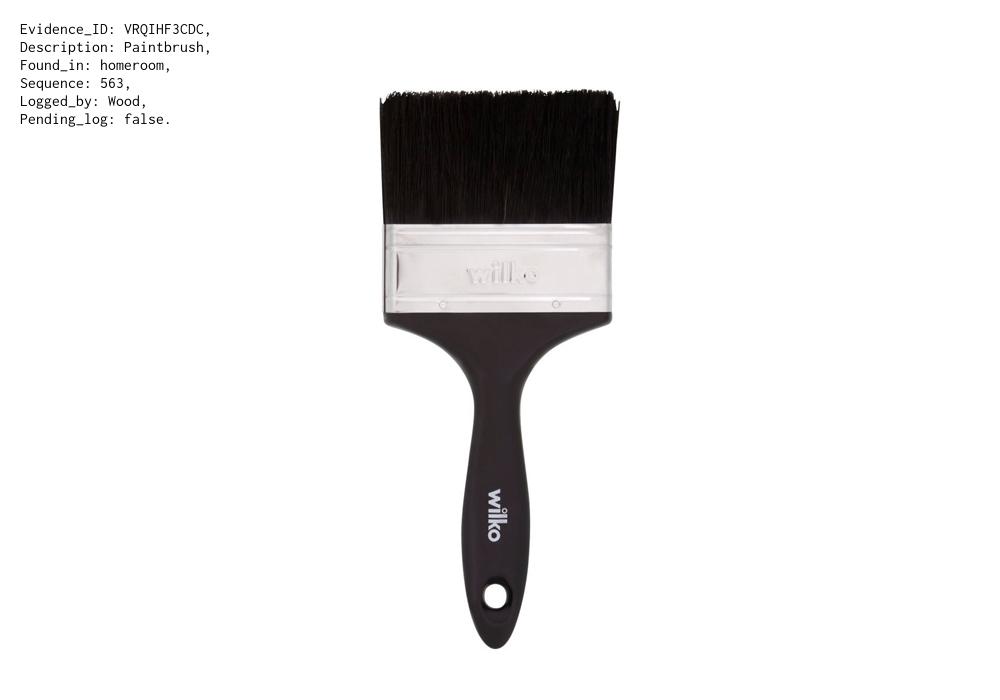 Evidence_ID: VRQIHF3CDC,
Description: Paintbrush,
Found_in: homeroom,
Sequence: 563,
Logged_by: Wood,
Pending_log: false.
wilko
wilko